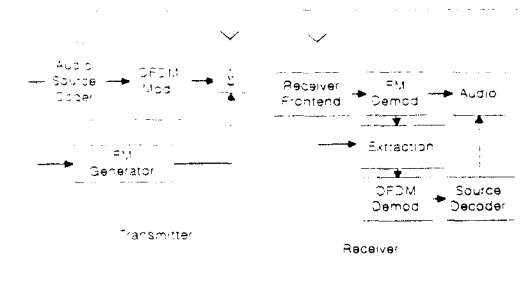 Audio
Source
Coder
OFDM
Mod
FM
Generator
Transmitter
Receiver
Frontend
FM
Demod
Audio
Extraction
OFDM
Demod
Source
Decoder
Receiver